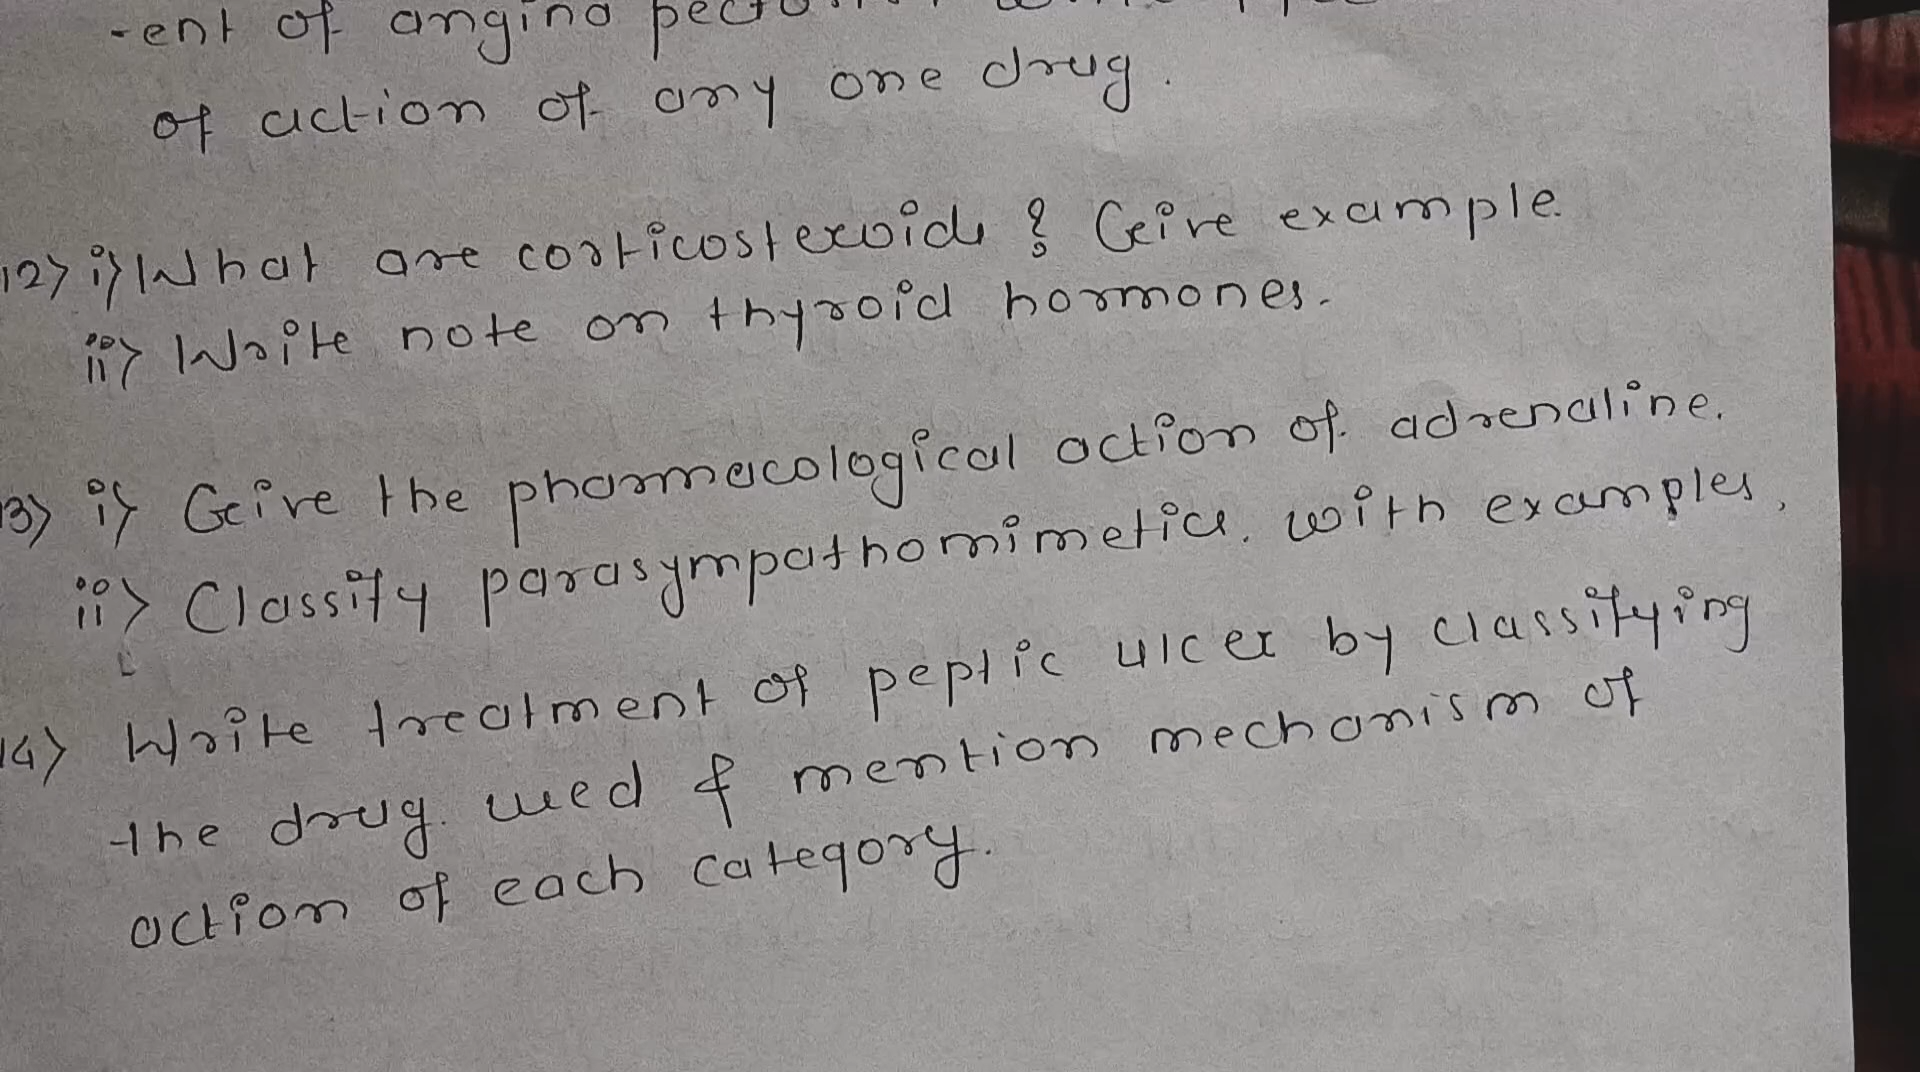 -ent of angina
of action of any one drug.
12> i> What are corticosteroids? Give example.
ii> Write note on thyroid hormones.
13> i> Give the pharmacological action of adrenaline.
ii> Classify parasympathomimetics with examples.
14> Write treatment of peptic ulcer by classifying
the drug used & mention mechanism of
action of each category.